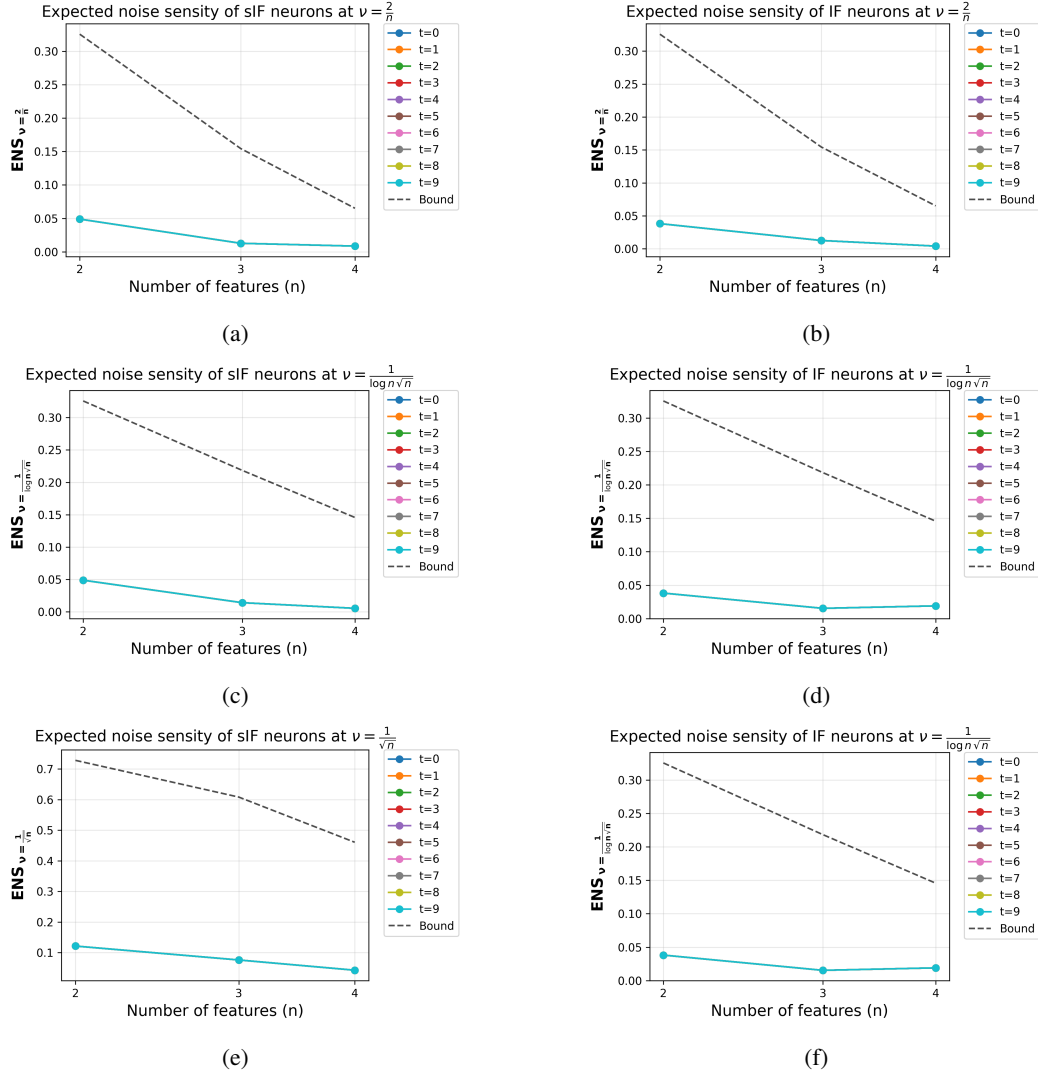 Expected noise sensity of sIF neurons at ν = 2/n
ENS ν=2/n
0.30
0.25
0.20
0.15
0.10
0.05
0.00
2 3 4
Number of features (n)
t=0
t=1
t=2
t=3
t=4
t=5
t=6
t=7
t=8
t=9
Bound
(a)
Expected noise sensity of IF neurons at ν = 2/n
ENS ν=2/n
0.30
0.25
0.20
0.15
0.10
0.05
0.00
2 3 4
Number of features (n)
t=0
t=1
t=2
t=3
t=4
t=5
t=6
t=7
t=8
t=9
Bound
(b)
Expected noise sensity of sIF neurons at ν = 1/(log n √n)
ENS ν=1/(log n √n)
0.30
0.25
0.20
0.15
0.10
0.05
0.00
2 3 4
Number of features (n)
t=0
t=1
t=2
t=3
t=4
t=5
t=6
t=7
t=8
t=9
Bound
(c)
Expected noise sensity of IF neurons at ν = 1/(log n √n)
ENS ν=1/(log n √n)
0.30
0.25
0.20
0.15
0.10
0.05
0.00
2 3 4
Number of features (n)
t=0
t=1
t=2
t=3
t=4
t=5
t=6
t=7
t=8
t=9
Bound
(d)
Expected noise sensity of sIF neurons at ν = 1/√n
ENS ν=1/√n
0.7
0.6
0.5
0.4
0.3
0.2
0.1
2 3 4
Number of features (n)
t=0
t=1
t=2
t=3
t=4
t=5
t=6
t=7
t=8
t=9
Bound
(e)
Expected noise sensity of IF neurons at ν = 1/(log n √n)
ENS ν=1/(log n √n)
0.30
0.25
0.20
0.15
0.10
0.05
0.00
2 3 4
Number of features (n)
t=0
t=1
t=2
t=3
t=4
t=5
t=6
t=7
t=8
t=9
Bound
(f)